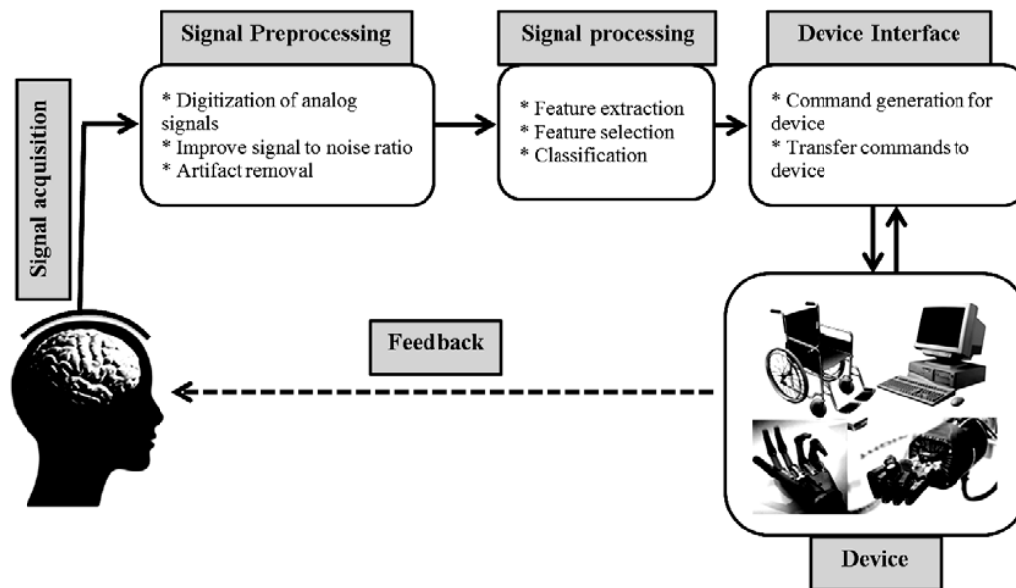 Signal acquisition
Signal Preprocessing
* Digitization of analog
signals
* Improve signal to noise ratio
* Artifact removal
Signal processing
* Feature extraction
* Feature selection
* Classification
Device Interface
* Command generation for
device
* Transfer commands to
device
Feedback
Device